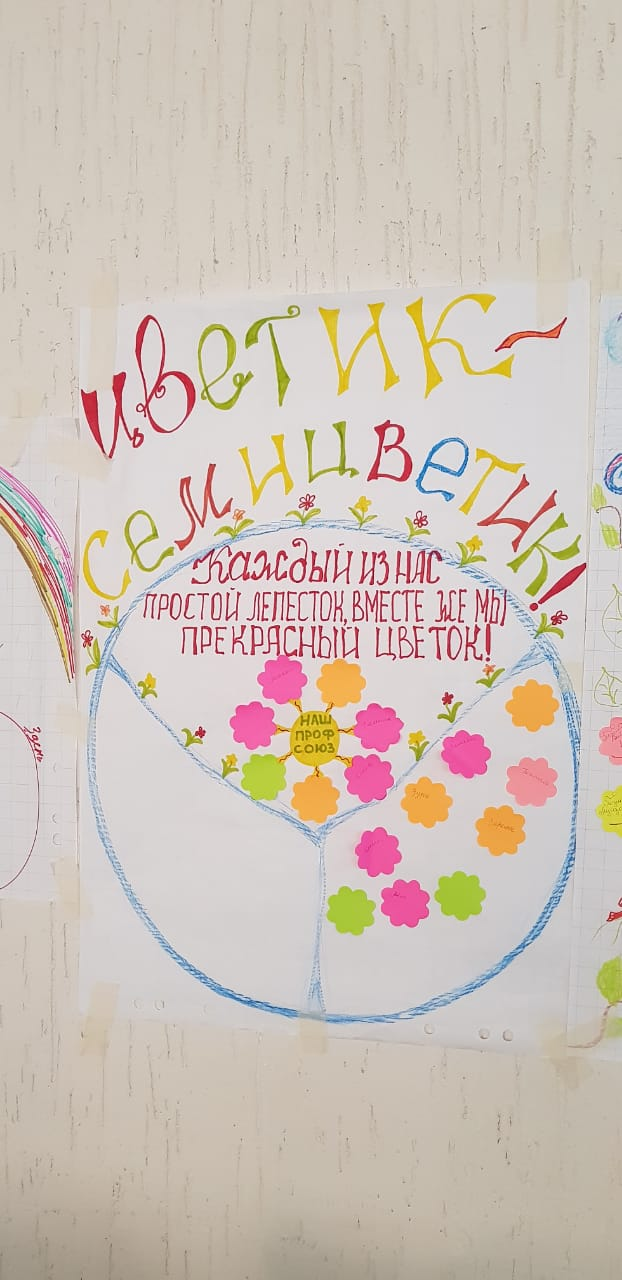 ЦВЕТИК-
СЕМИЦВЕТИК!
Каждый ИЗ НАС
ПРОСТОЙ ЛЕПЕСТОК, ВМЕСТЕ ЖЕ МЫ
ПРЕКРАСНЫЙ ЦВЕТОК!
НАШ
ПРОФ
СОЮЗ